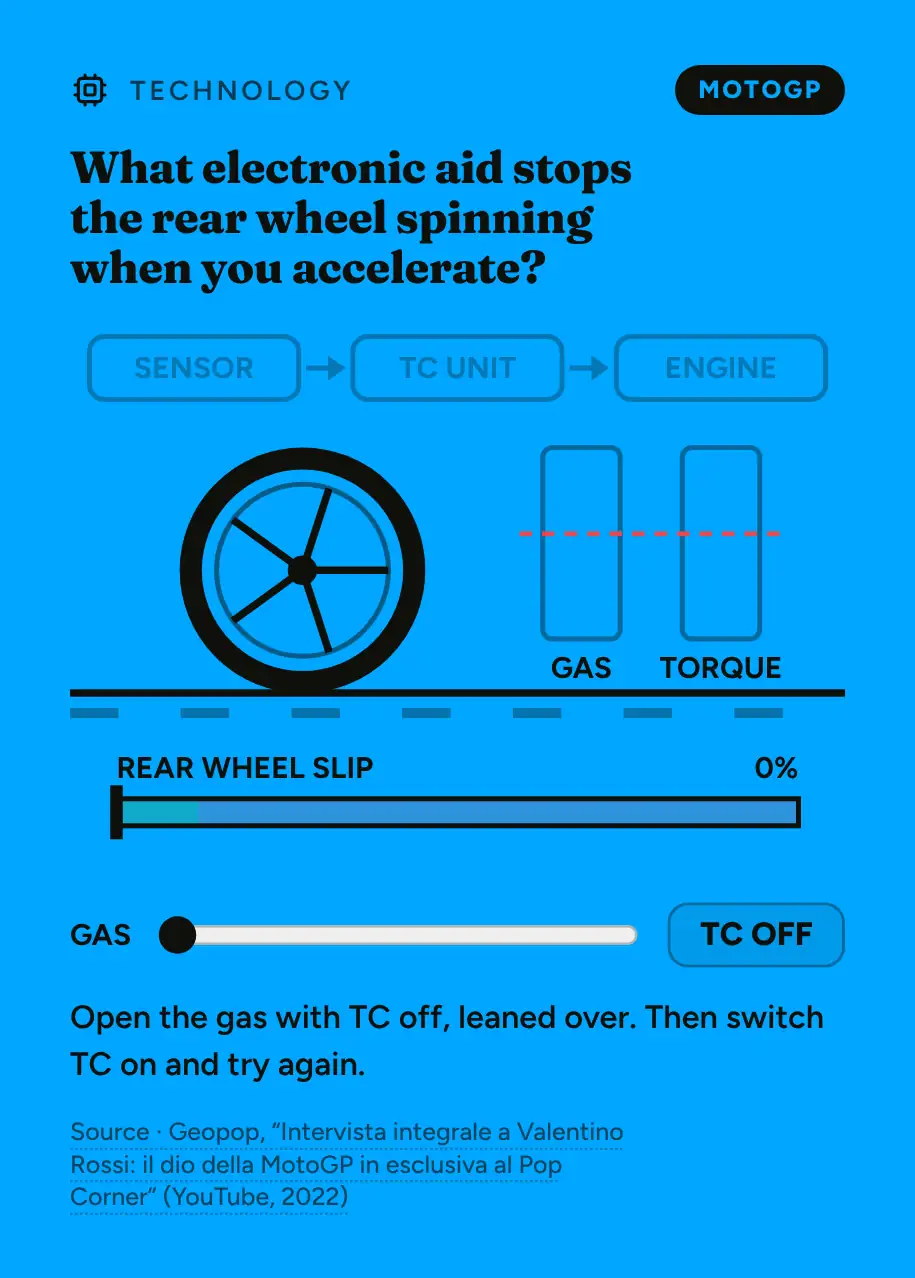 TECHNOLOGY
MOTOGP
What electronic aid stops
the rear wheel spinning
when you accelerate?
SENSOR
TC UNIT
ENGINE
GAS
TORQUE
REAR WHEEL SLIP
0%
GAS
TC OFF
Open the gas with TC off, leaned over. Then switch
TC on and try again.
Source · Geopop, “Intervista integrale a Valentino
Rossi: il dio della MotoGP in esclusiva al Pop
Corner” (YouTube, 2022)